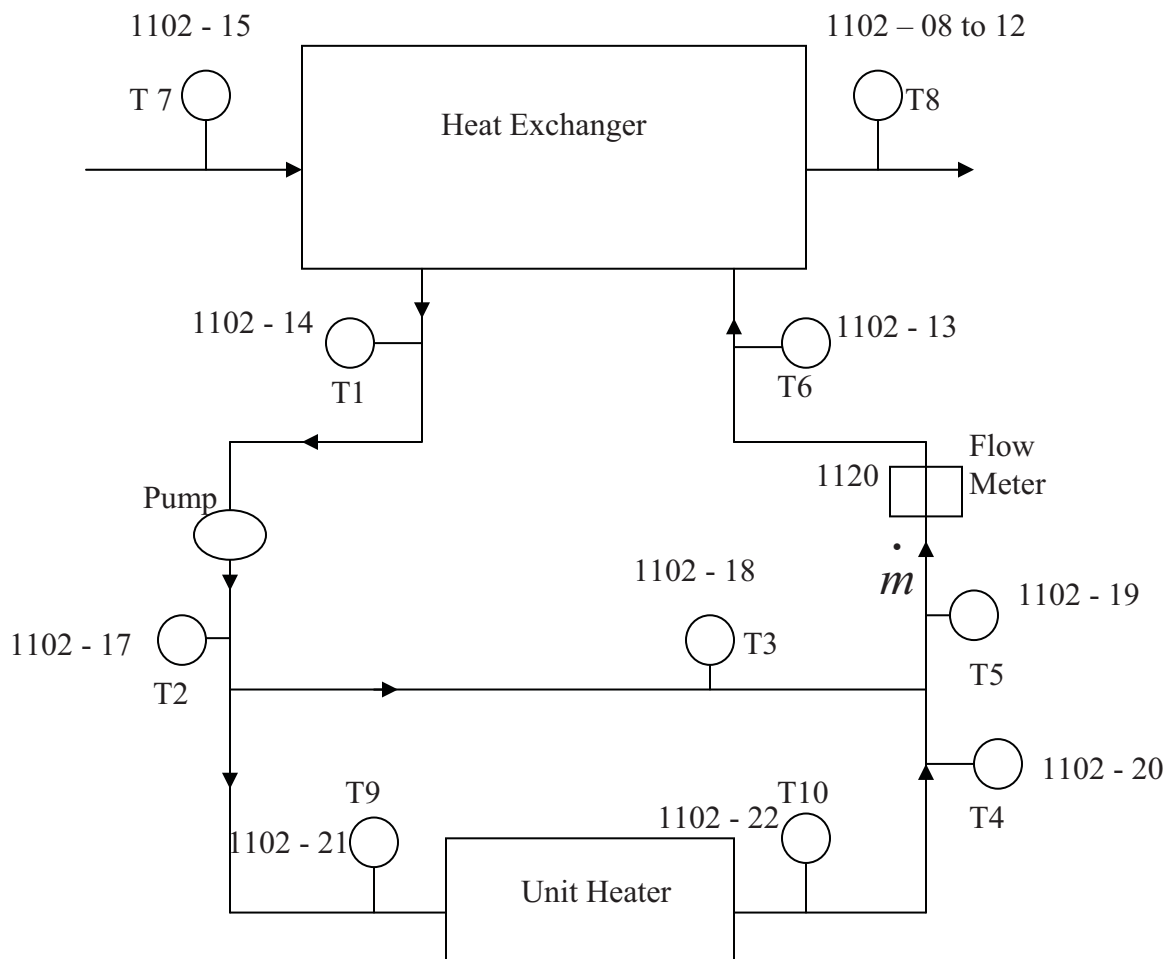 1102 - 15
1102 – 08 to 12
T 7
T8
Heat Exchanger
1102 - 14
1102 - 13
T1
T6
Flow
Meter
1120
Pump
ṁ
1102 - 18
1102 - 19
1102 - 17
T3
T2
T5
1102 - 20
T9
T10
T4
1102 - 22
1102 - 21
Unit Heater